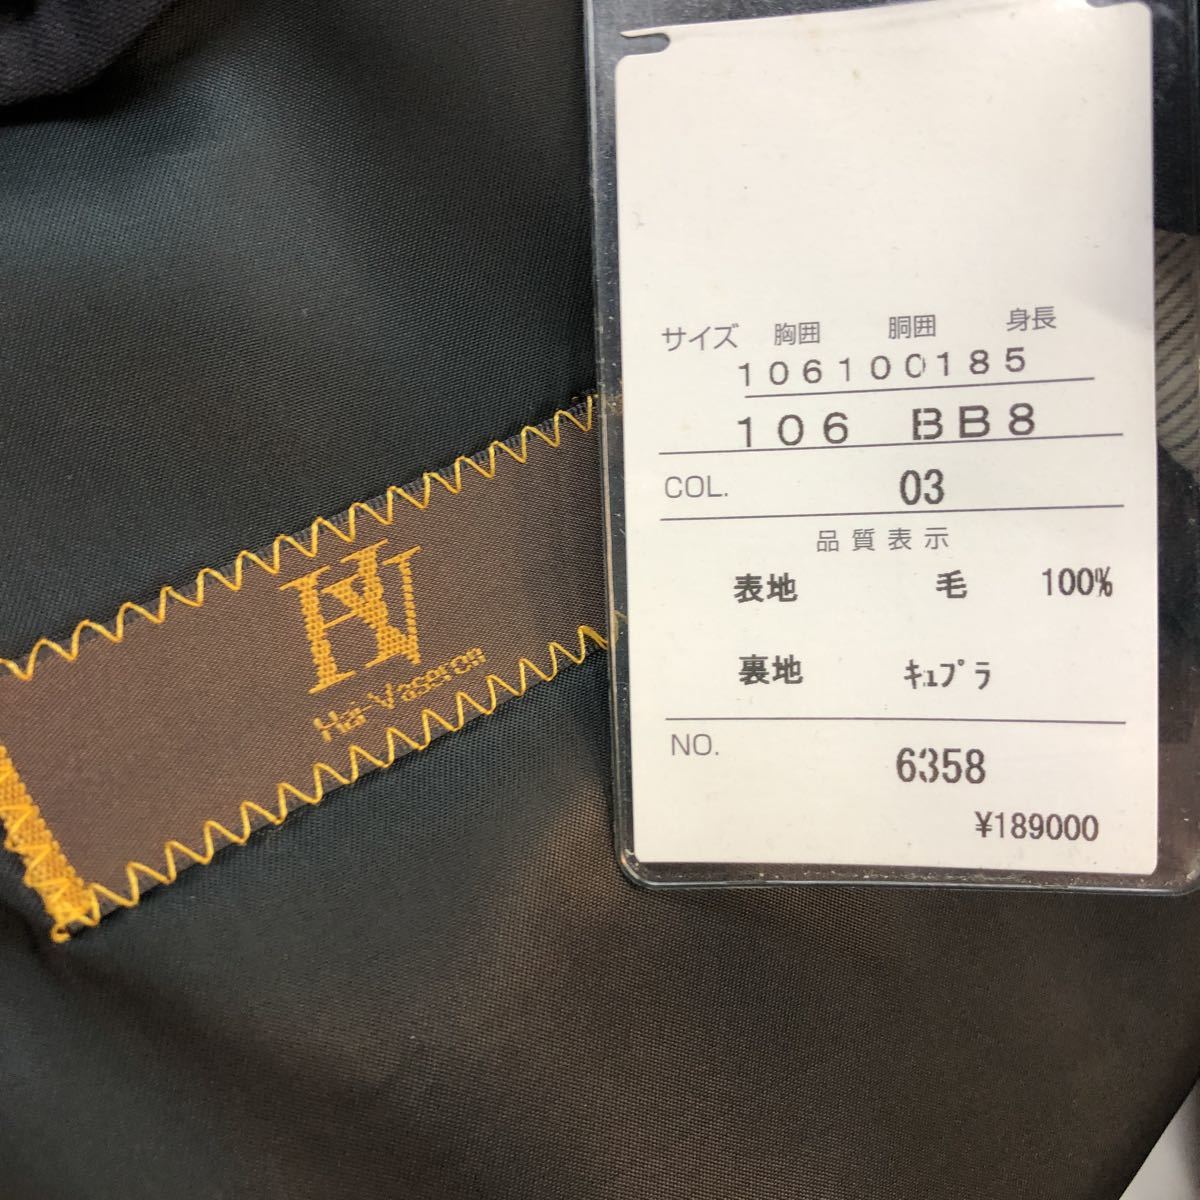 HV
Hai-Vaseron
サイズ 胸囲 胴囲 身長
106100185
106 BB8
COL. 03
品質表示
表地 毛 100%
裏地 ｷｭﾌﾟﾗ
NO. 6358
¥189000